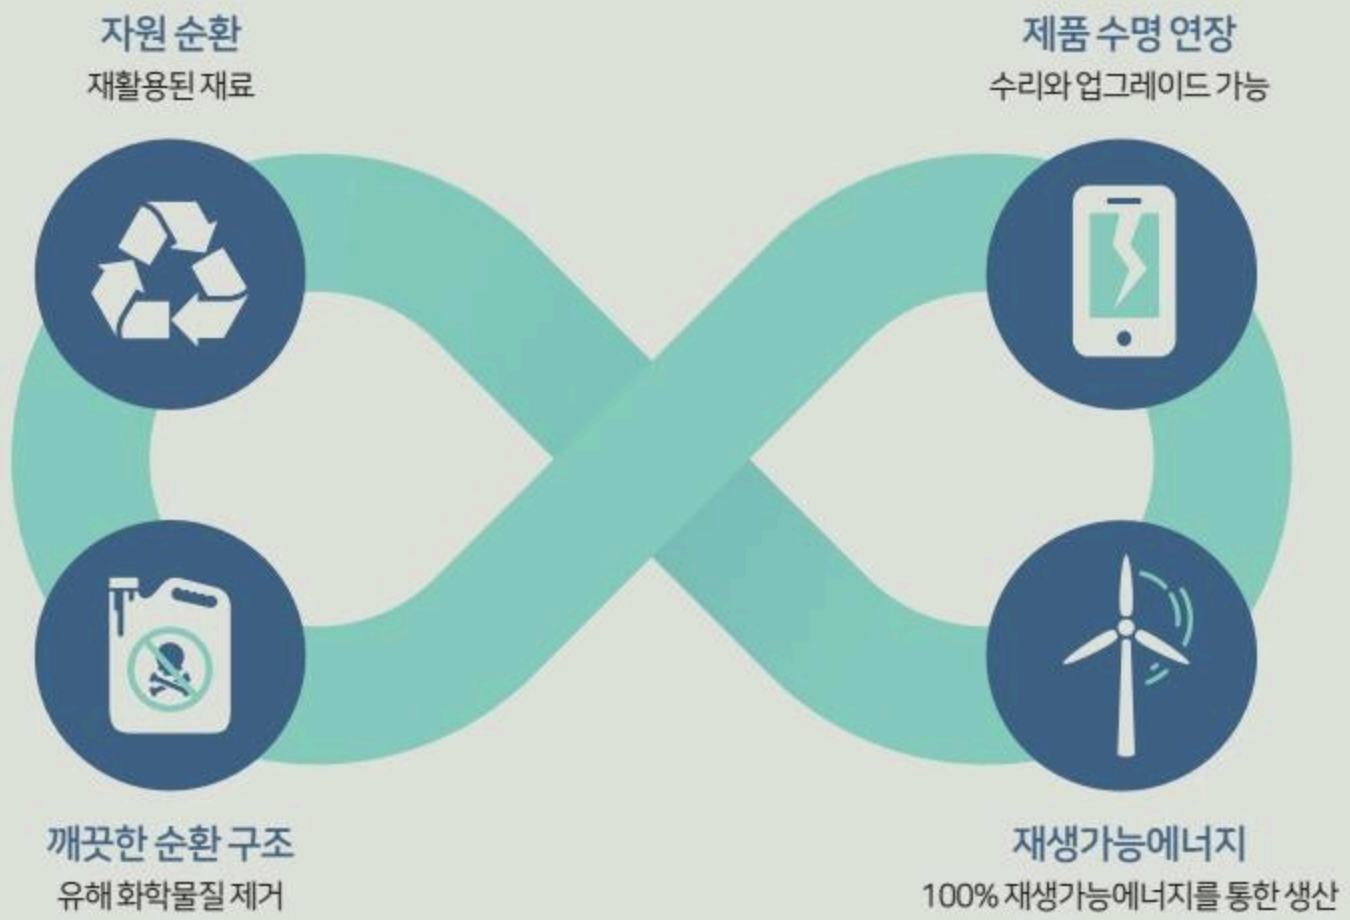 자원 순환
재활용된 재료
제품 수명 연장
수리와 업그레이드 가능
깨끗한 순환 구조
유해 화학물질 제거
재생가능에너지
100% 재생가능에너지를 통한 생산